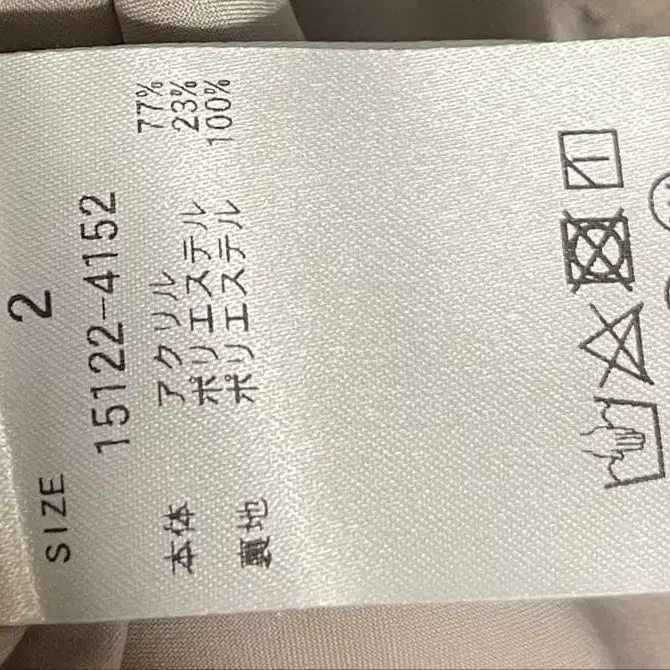 SIZE 2
15122-4152
本体 アクリル 77%
ポリエステル 23%
裏地 ポリエステル 100%